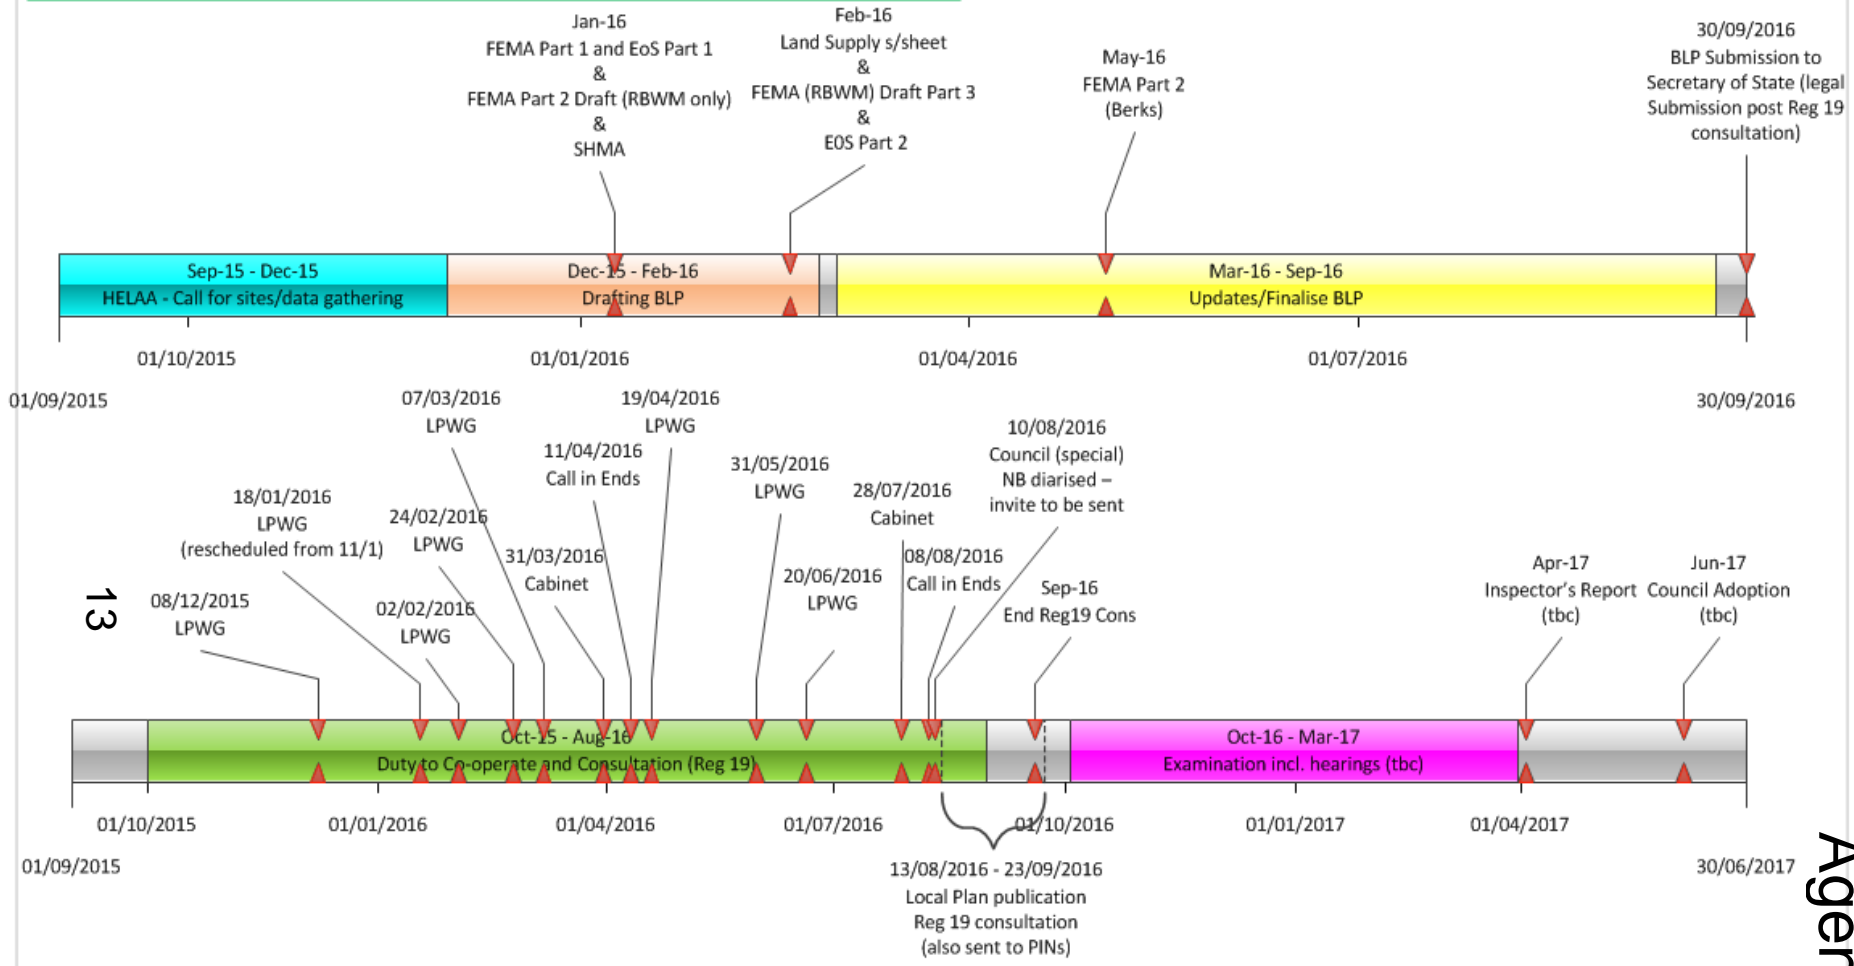 Jan-16
FEMA Part 1 and EoS Part 1
&
FEMA Part 2 Draft (RBWM only)
&
SHMA
Feb-16
Land Supply s/sheet
&
FEMA (RBWM) Draft Part 3
&
E0S Part 2
May-16
FEMA Part 2
(Berks)
30/09/2016
BLP Submission to
Secretary of State (legal
Submission post Reg 19
consultation)
Sep-15 - Dec-15
HELAA - Call for sites/data gathering
Dec-15 - Feb-16
Drafting BLP
Mar-16 - Sep-16
Updates/Finalise BLP
01/10/2015
01/01/2016
01/04/2016
01/07/2016
01/09/2015
30/09/2016
08/12/2015
LPWG
18/01/2016
LPWG
(rescheduled from 11/1)
02/02/2016
LPWG
24/02/2016
LPWG
07/03/2016
LPWG
31/03/2016
Cabinet
11/04/2016
Call in Ends
19/04/2016
LPWG
31/05/2016
LPWG
20/06/2016
LPWG
28/07/2016
Cabinet
08/08/2016
Call in Ends
10/08/2016
Council (special)
NB diarised –
invite to be sent
Sep-16
End Reg19 Cons
Apr-17
Inspector's Report
(tbc)
Jun-17
Council Adoption
(tbc)
13
Oct-15 - Aug-16
Duty to Co-operate and Consultation (Reg 19)
Oct-16 - Mar-17
Examination incl. hearings (tbc)
01/10/2015
01/01/2016
01/04/2016
01/07/2016
01/10/2016
01/01/2017
01/04/2017
01/09/2015
30/06/2017
13/08/2016 - 23/09/2016
Local Plan publication
Reg 19 consultation
(also sent to PINs)
Agen